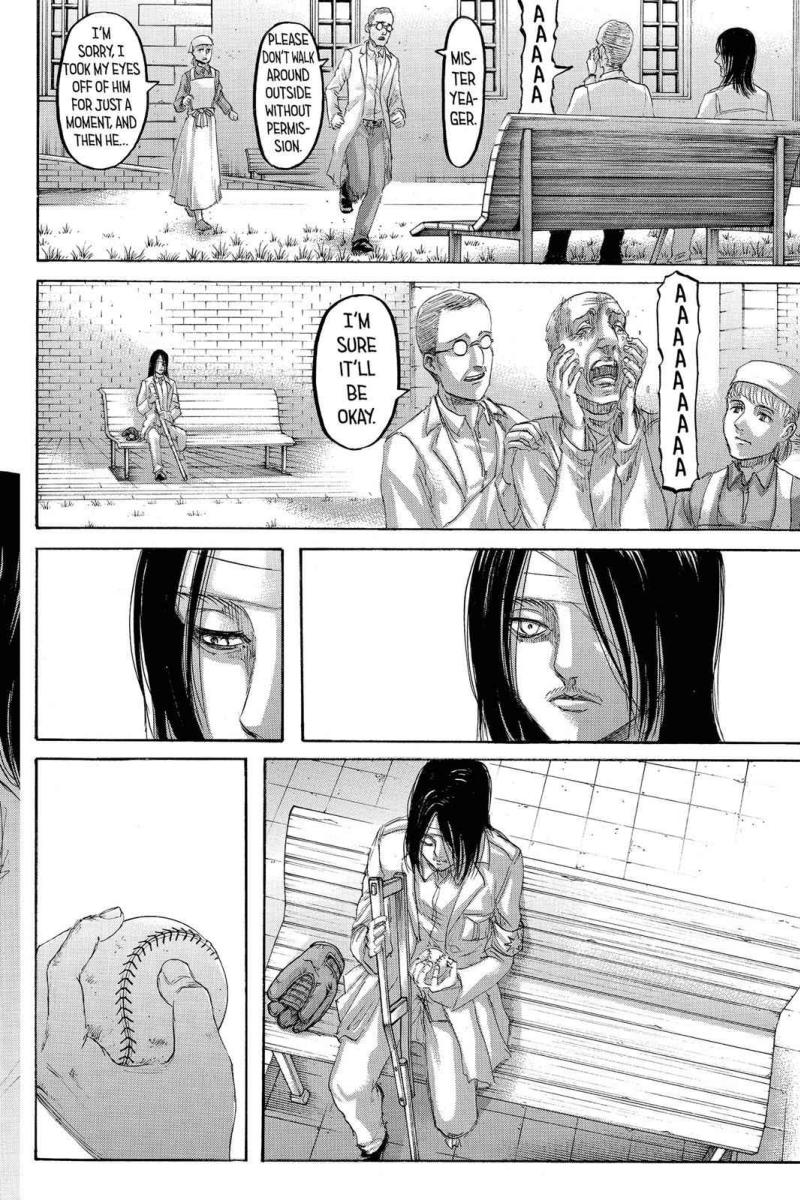 A
A
A
A
A
A
MIS-
TER
YEA-
GER.
PLEASE
DON'T WALK
AROUND
OUTSIDE
WITHOUT
PERMIS-
SION.
I'M
SORRY, I
TOOK MY EYES
OFF OF HIM
FOR JUST A
MOMENT, AND
THEN HE...
A
A
A
A
A
A
A
A
A
I'M
SURE
IT'LL
BE
OKAY.